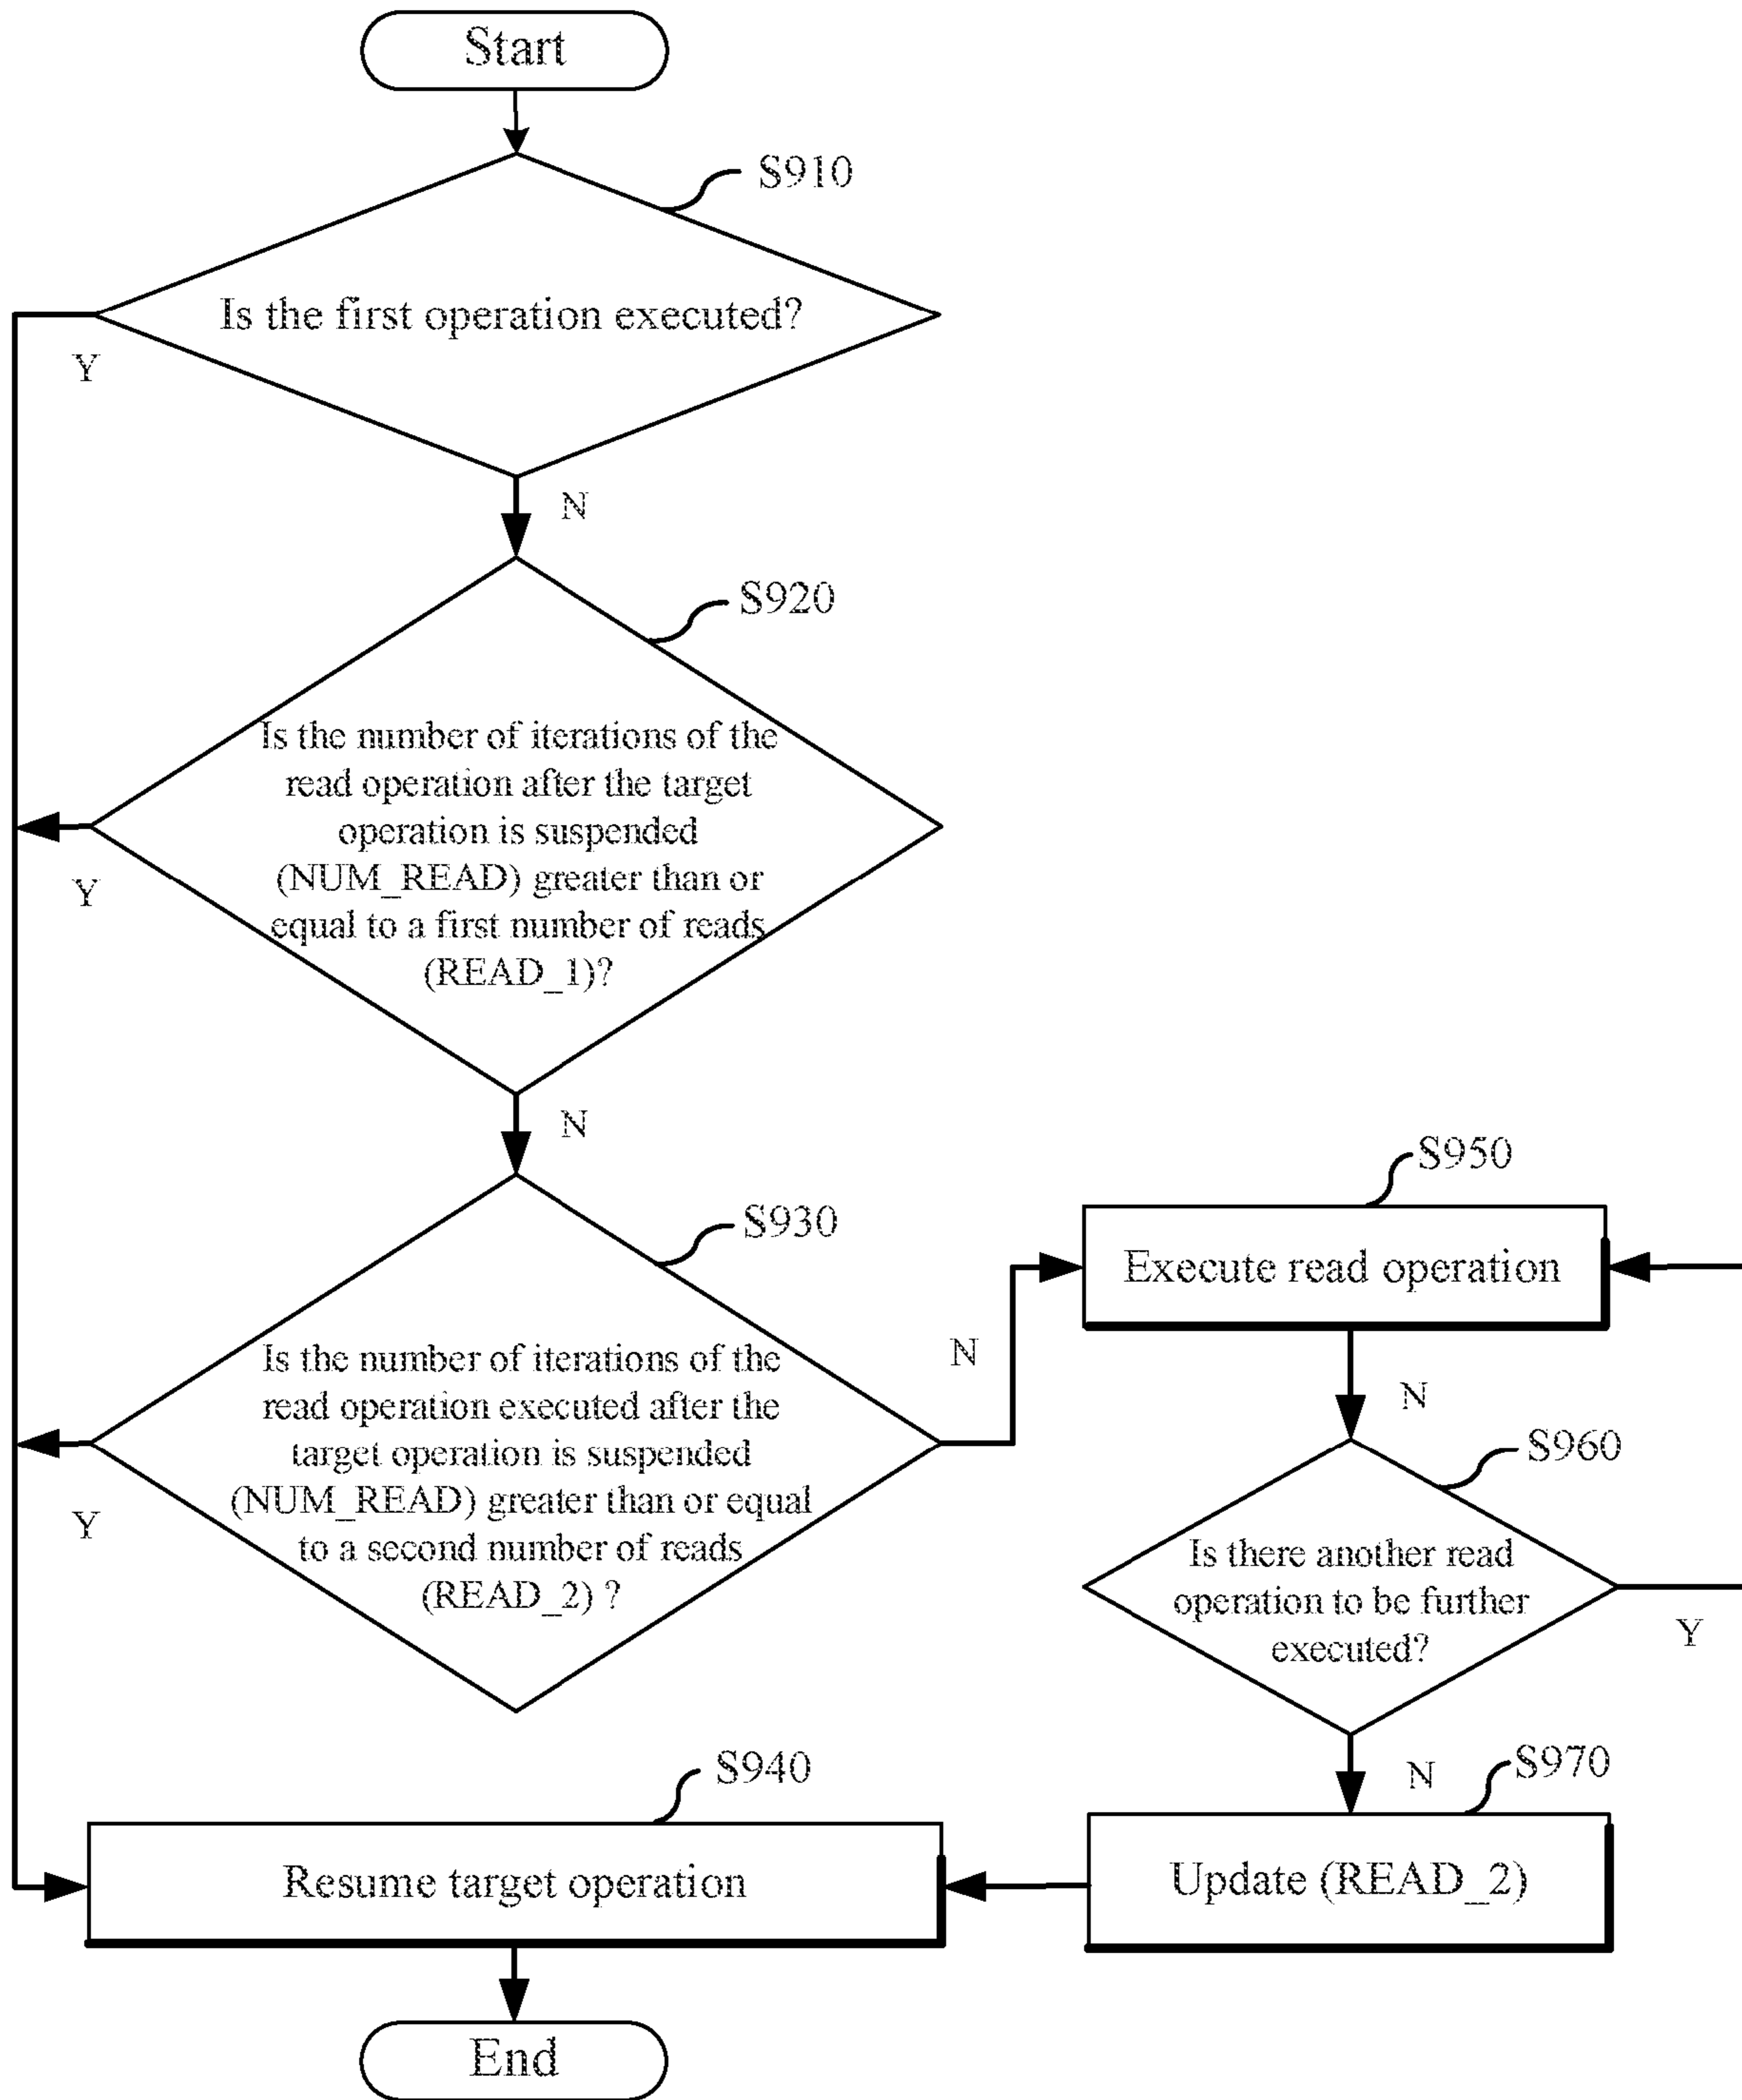 Start
S910
Is the first operation executed?
Y
N
S920
Is the number of iterations of the
read operation after the target
operation is suspended
(NUM_READ) greater than or
equal to a first number of reads
(READ_1)?
Y
N
S930
Is the number of iterations of the
read operation executed after the
target operation is suspended
(NUM_READ) greater than or equal
to a second number of reads
(READ_2) ?
Y
N
S950
Execute read operation
N
S960
Is there another read
operation to be further
executed?
Y
N
S970
Update (READ_2)
S940
Resume target operation
End